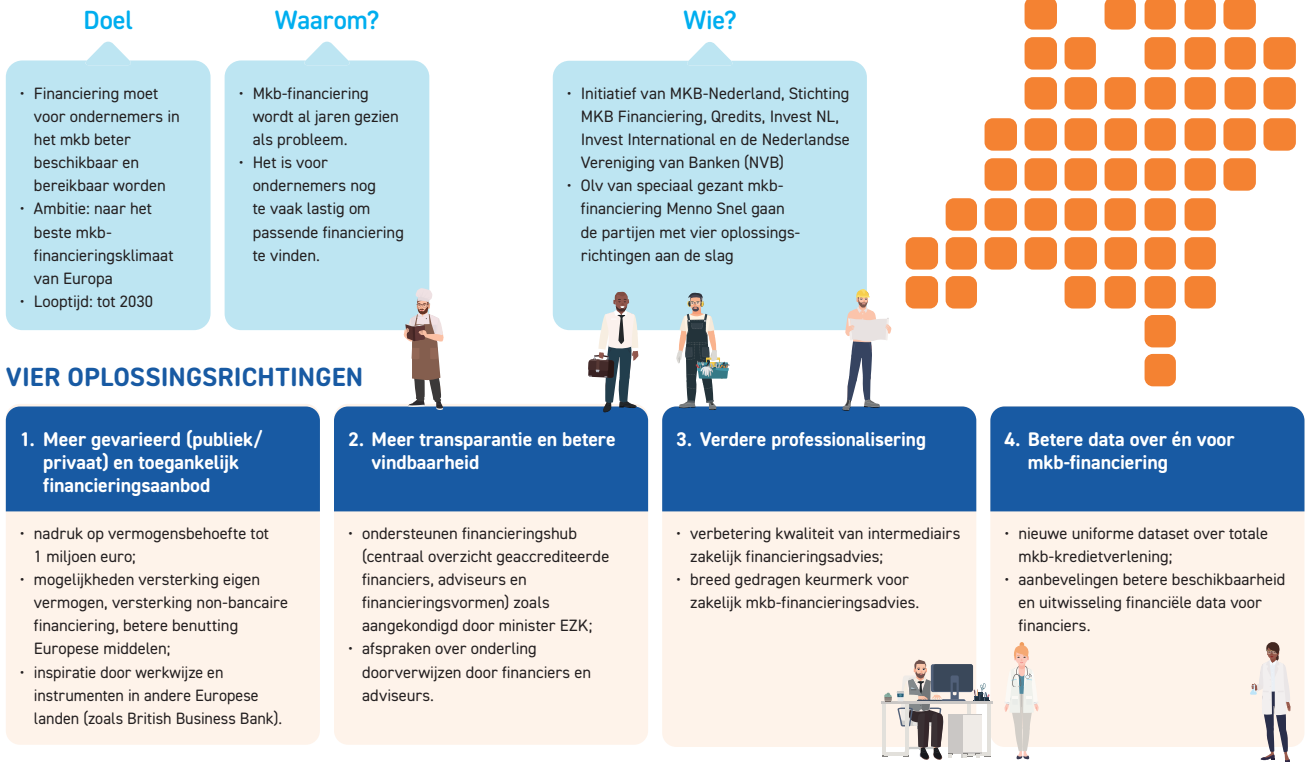 Doel
• Financiering moet
voor ondernemers in
het mkb beter
beschikbaar en
bereikbaar worden
• Ambitie: naar het
beste mkb-
financieringsklimaat
van Europa
• Looptijd: tot 2030
Waarom?
• Mkb-financiering
wordt al jaren gezien
als probleem.
• Het is voor
ondernemers nog
te vaak lastig om
passende financiering
te vinden.
Wie?
• Initiatief van MKB-Nederland, Stichting
MKB Financiering, Qredits, Invest NL,
Invest International en de Nederlandse
Vereniging van Banken (NVB)
• Olv van speciaal gezant mkb-
financiering Menno Snel gaan
de partijen met vier oplossings-
richtingen aan de slag
VIER OPLOSSINGSRICHTINGEN
1. Meer gevarieerd (publiek/
privaat) en toegankelijk
financieringsaanbod
• nadruk op vermogensbehoefte tot
1 miljoen euro;
• mogelijkheden versterking eigen
vermogen, versterking non-bancaire
financiering, betere benutting
Europese middelen;
• inspiratie door werkwijze en
instrumenten in andere Europese
landen (zoals British Business Bank).
2. Meer transparantie en betere
vindbaarheid
• ondersteunen financieringshub
(centraal overzicht geaccrediteerde
financiers, adviseurs en
financieringsvormen) zoals
aangekondigd door minister EZK;
• afspraken over onderling
doorverwijzen door financiers en
adviseurs.
3. Verdere professionalisering
• verbetering kwaliteit van intermediairs
zakelijk financieringsadvies;
• breed gedragen keurmerk voor
zakelijk mkb-financieringsadvies.
4. Betere data over én voor
mkb-financiering
• nieuwe uniforme dataset over totale
mkb-kredietverlening;
• aanbevelingen betere beschikbaarheid
en uitwisseling financiële data voor
financiers.